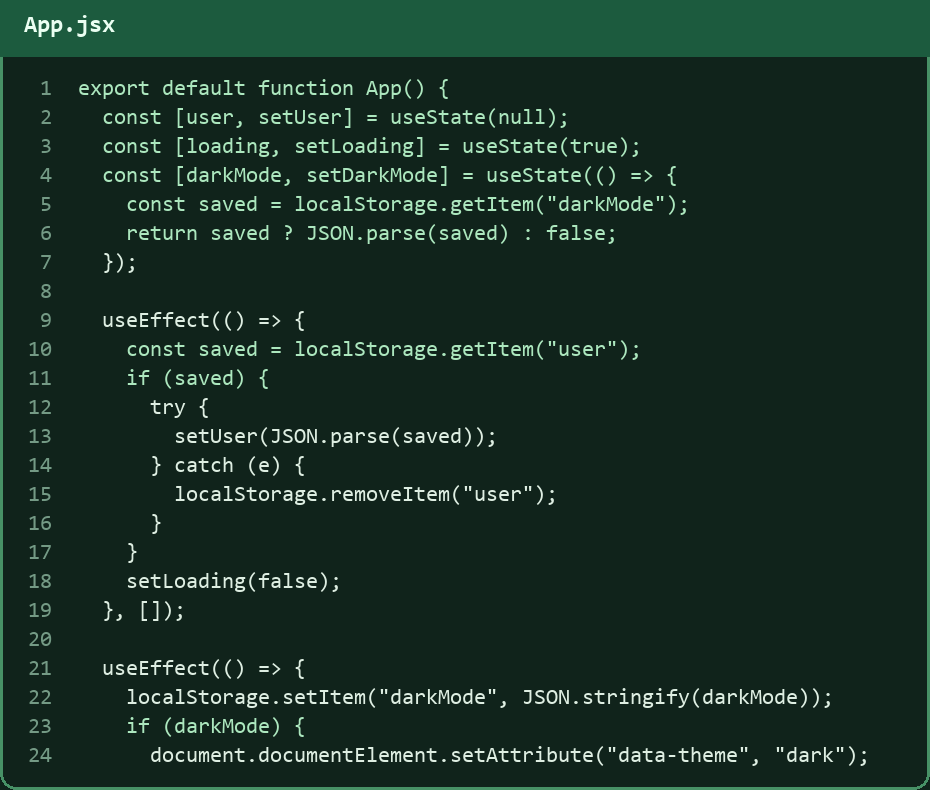 App.jsx
1 export default function App() {
2   const [user, setUser] = useState(null);
3   const [loading, setLoading] = useState(true);
4   const [darkMode, setDarkMode] = useState(() => {
5     const saved = localStorage.getItem("darkMode");
6     return saved ? JSON.parse(saved) : false;
7   });
8
9   useEffect(() => {
10     const saved = localStorage.getItem("user");
11     if (saved) {
12       try {
13         setUser(JSON.parse(saved));
14       } catch (e) {
15         localStorage.removeItem("user");
16       }
17     }
18     setLoading(false);
19   }, []);
20
21   useEffect(() => {
22     localStorage.setItem("darkMode", JSON.stringify(darkMode));
23     if (darkMode) {
24       document.documentElement.setAttribute("data-theme", "dark");